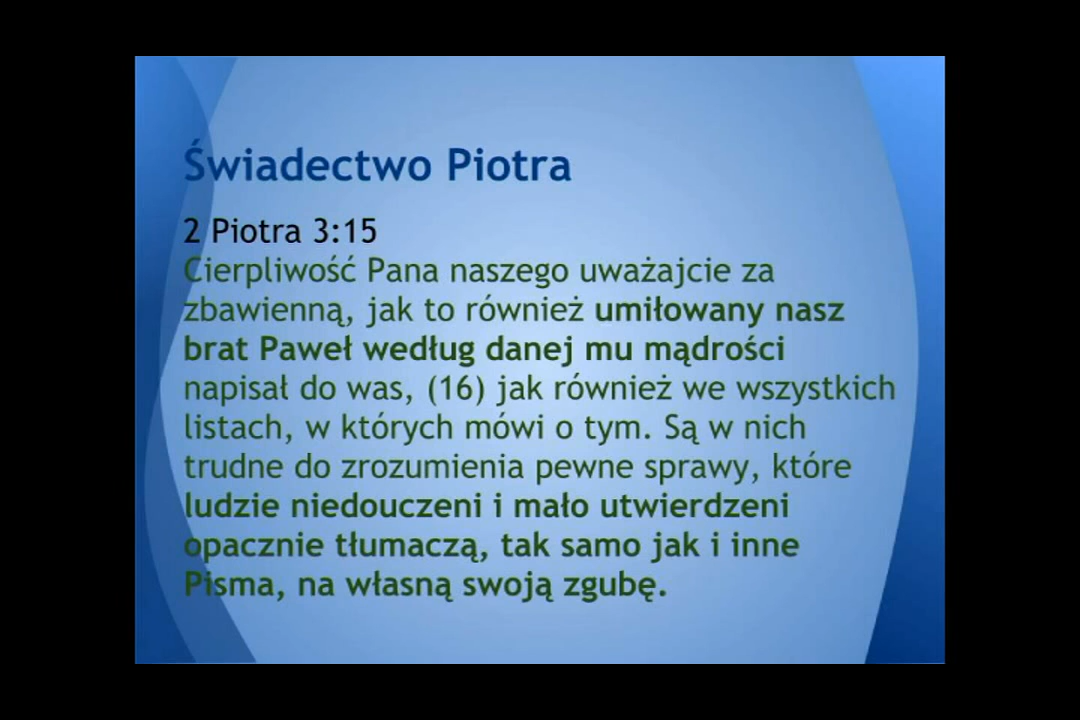 Świadectwo Piotra
2 Piotra 3:15
Cierpliwość Pana naszego uważajcie za
zbawienną, jak to również umiłowany nasz
brat Paweł według danej mu mądrości
napisał do was, (16) jak również we wszystkich
listach, w których mówi o tym. Są w nich
trudne do zrozumienia pewne sprawy, które
ludzie niedouczeni i mało utwierdzeni
opacznie tłumaczą, tak samo jak i inne
Pisma, na własną swoją zgubę.